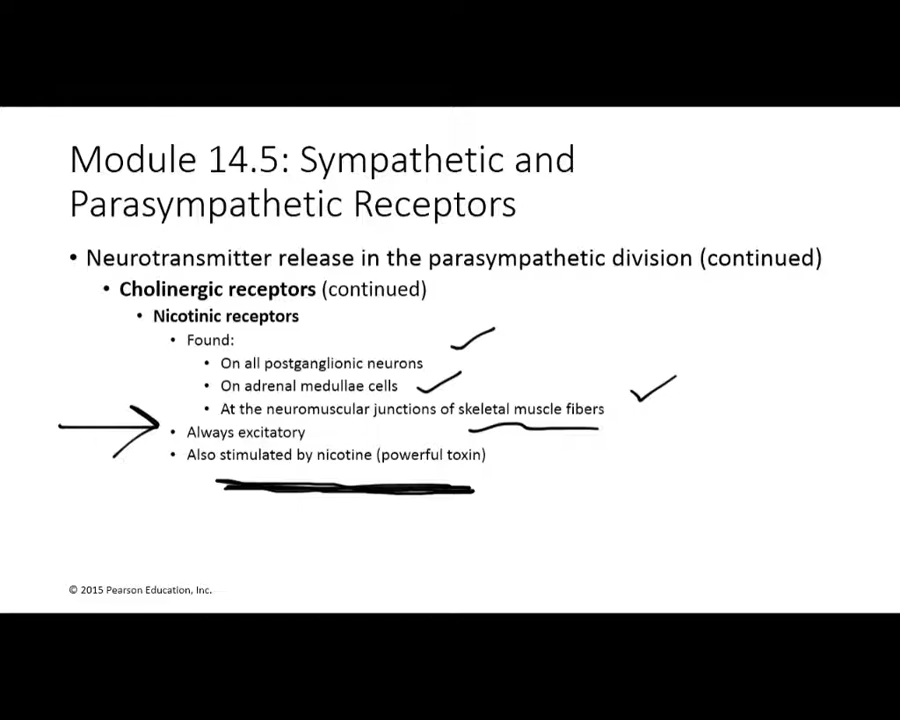 Module 14.5: Sympathetic and
Parasympathetic Receptors
• Neurotransmitter release in the parasympathetic division (continued)
• Cholinergic receptors (continued)
• Nicotinic receptors
• Found:
• On all postganglionic neurons
• On adrenal medullae cells
• At the neuromuscular junctions of skeletal muscle fibers
• Always excitatory
• Also stimulated by nicotine (powerful toxin)
© 2015 Pearson Education, Inc.